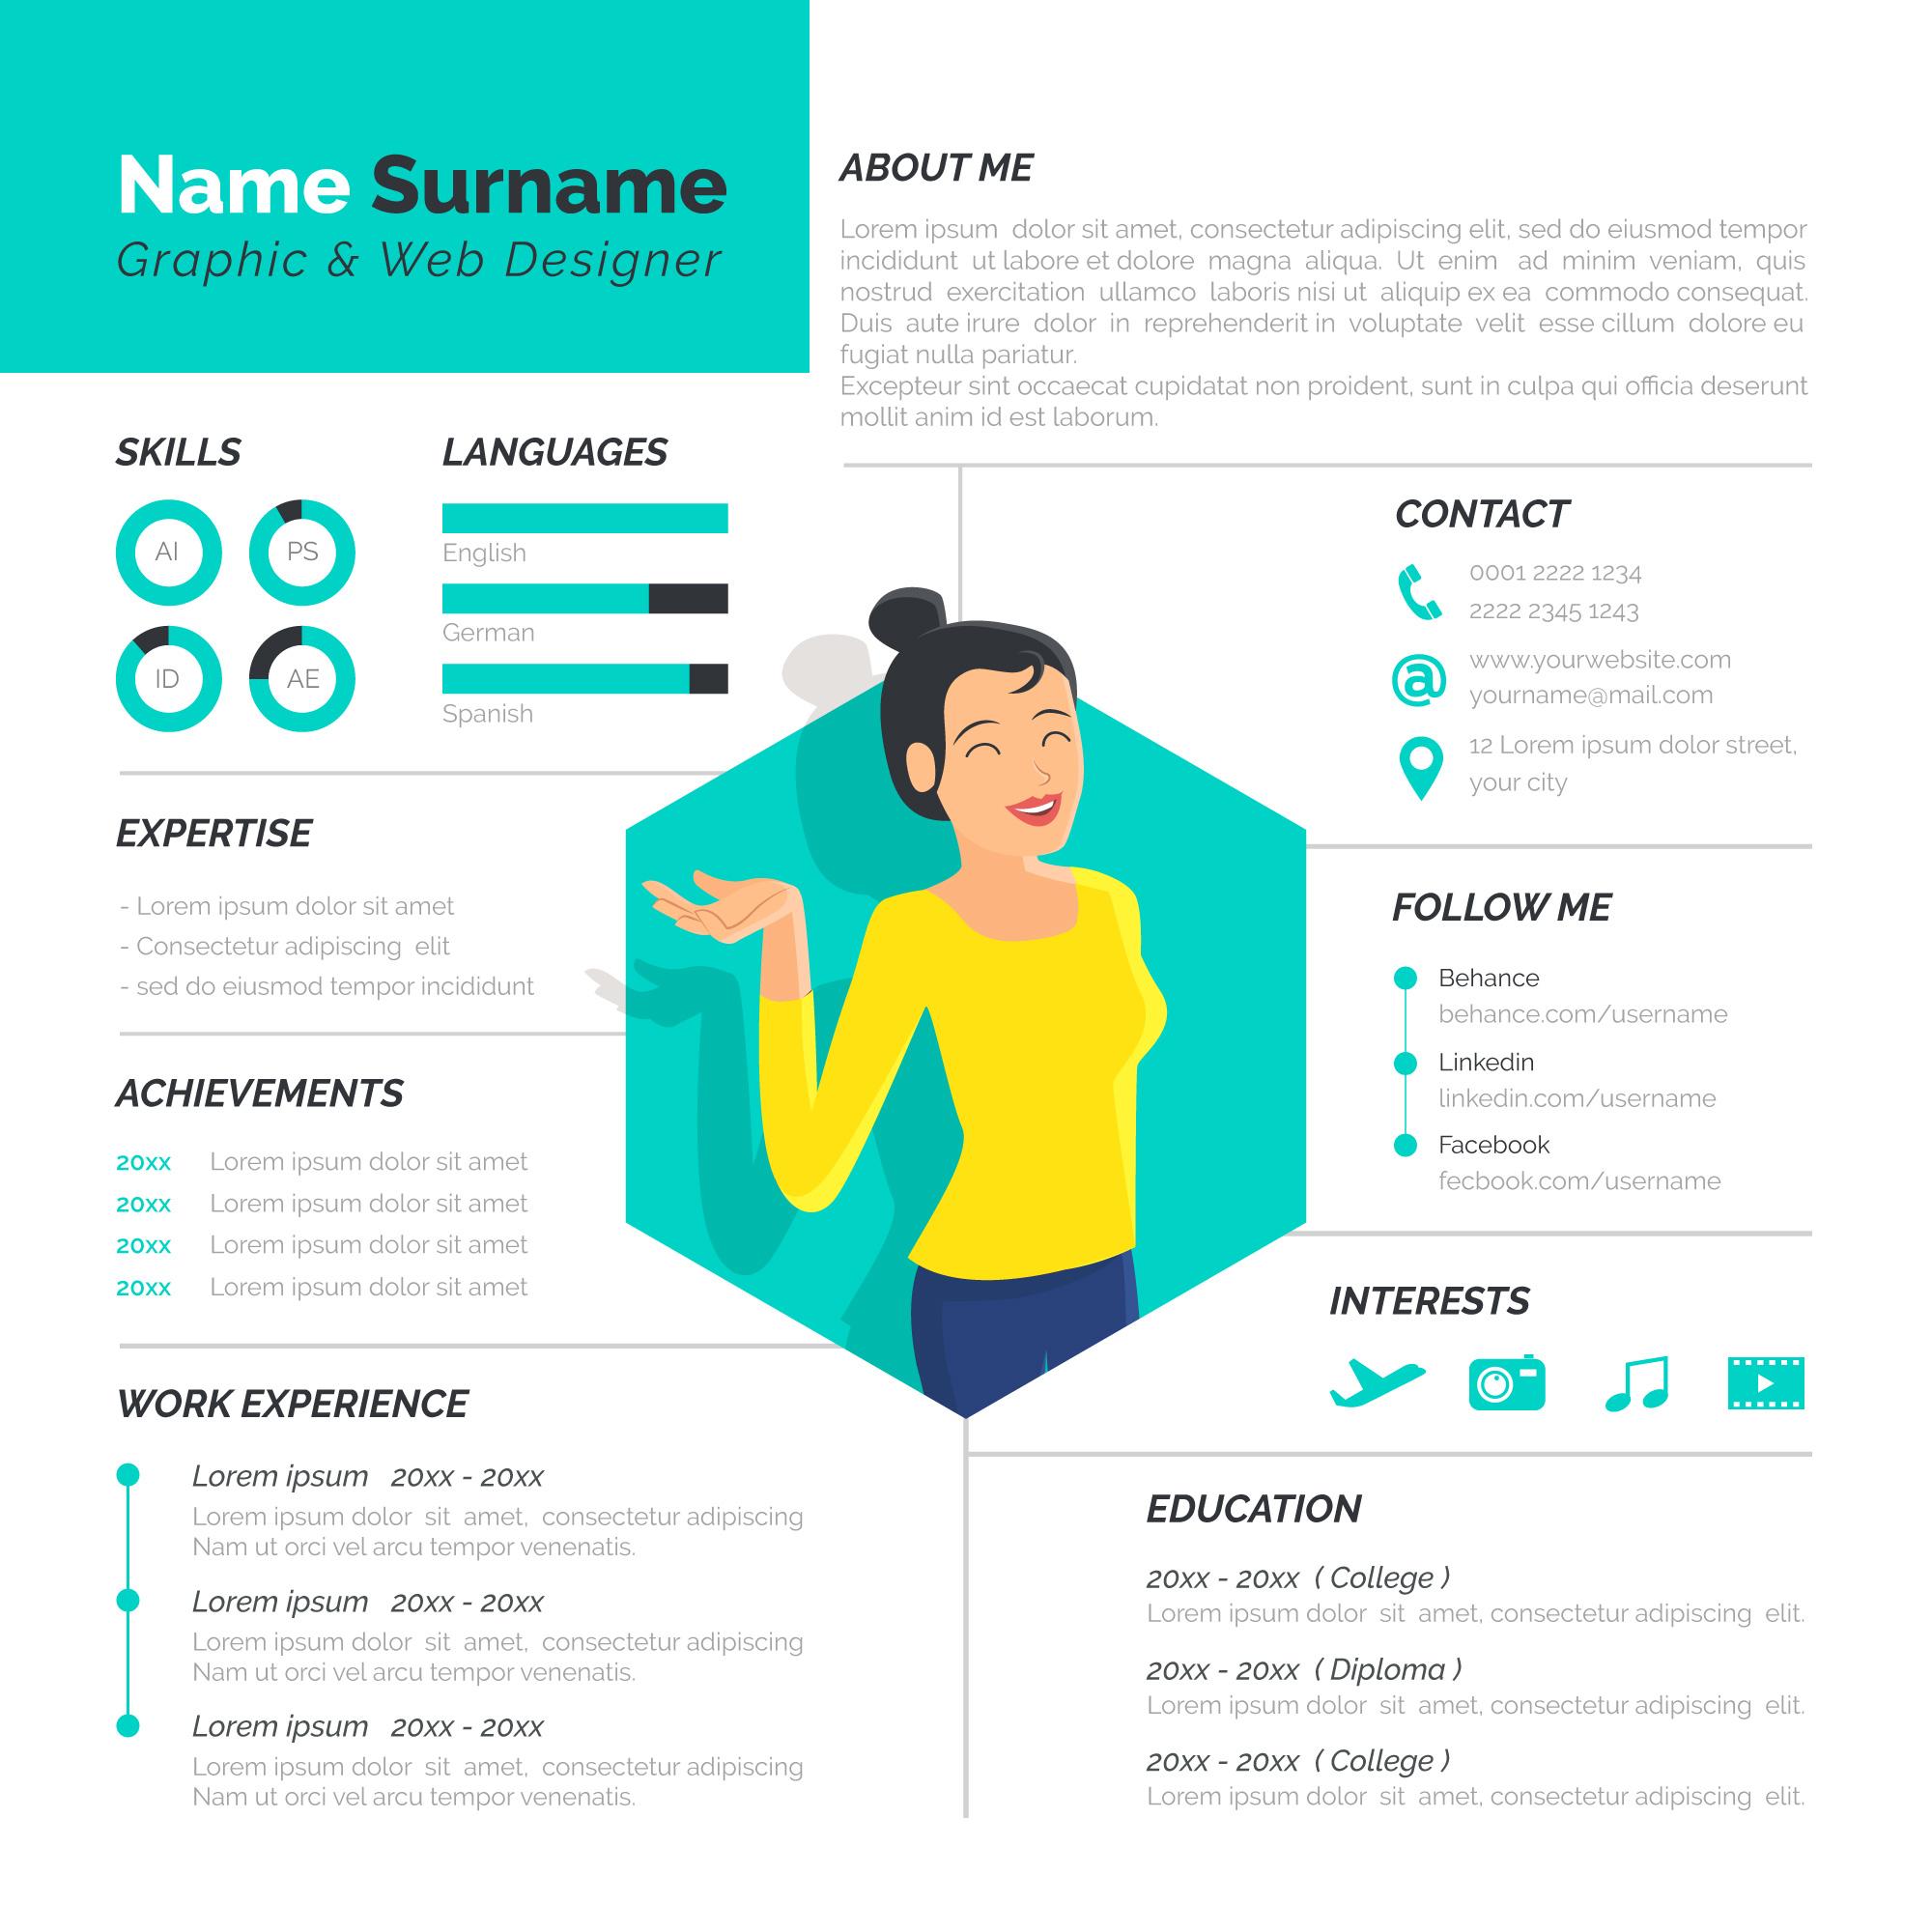 Name Surname
Graphic & Web Designer
ABOUT ME
Lorem ipsum dolor sit amet, consectetur adipiscing elit, sed do eiusmod tempor
incididunt ut labore et dolore magna aliqua. Ut enim ad minim veniam, quis
nostrud exercitation ullamco laboris nisi ut aliquip ex ea commodo consequat.
Duis aute irure dolor in reprehenderit in voluptate velit esse cillum dolore eu
fugiat nulla pariatur.
Excepteur sint occaecat cupidatat non proident, sunt in culpa qui officia deserunt
mollit anim id est laborum.
SKILLS
AI
PS
ID
AE
LANGUAGES
English
German
Spanish
CONTACT
0001 2222 1234
2222 2345 1243
@
www.yourwebsite.com
yourname@mail.com
12 Lorem ipsum dolor street,
your city
EXPERTISE
- Lorem ipsum dolor sit amet
- Consectetur adipiscing elit
- sed do eiusmod tempor incididunt
FOLLOW ME
Behance
behance.com/username
Linkedin
linkedin.com/username
Facebook
fecbook.com/username
ACHIEVEMENTS
20xx Lorem ipsum dolor sit amet
20xx Lorem ipsum dolor sit amet
20xx Lorem ipsum dolor sit amet
20xx Lorem ipsum dolor sit amet
INTERESTS
WORK EXPERIENCE
Lorem ipsum 20xx - 20xx
Lorem ipsum dolor sit amet, consectetur adipiscing
Nam ut orci vel arcu tempor venenatis.
Lorem ipsum 20xx - 20xx
Lorem ipsum dolor sit amet, consectetur adipiscing
Nam ut orci vel arcu tempor venenatis.
Lorem ipsum 20xx - 20xx
Lorem ipsum dolor sit amet, consectetur adipiscing
Nam ut orci vel arcu tempor venenatis.
EDUCATION
20xx - 20xx ( College )
Lorem ipsum dolor sit amet, consectetur adipiscing elit.
20xx - 20xx ( Diploma )
Lorem ipsum dolor sit amet, consectetur adipiscing elit.
20xx - 20xx ( College )
Lorem ipsum dolor sit amet, consectetur adipiscing elit.